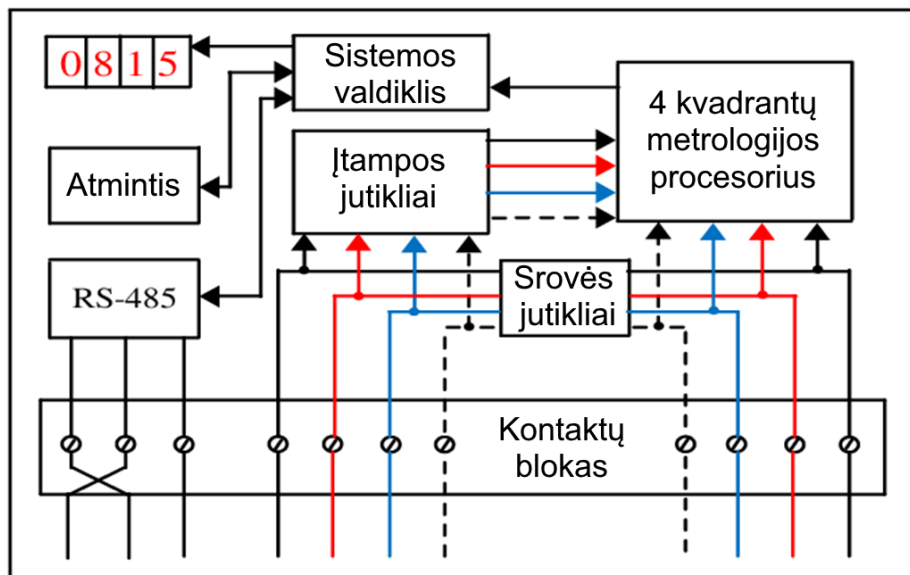 0815
Sistemos
valdiklis
4 kvadrantų
metrologijos
procesorius
Atmintis
Įtampos
jutikliai
RS-485
Srovės
jutikliai
Kontaktų
blokas